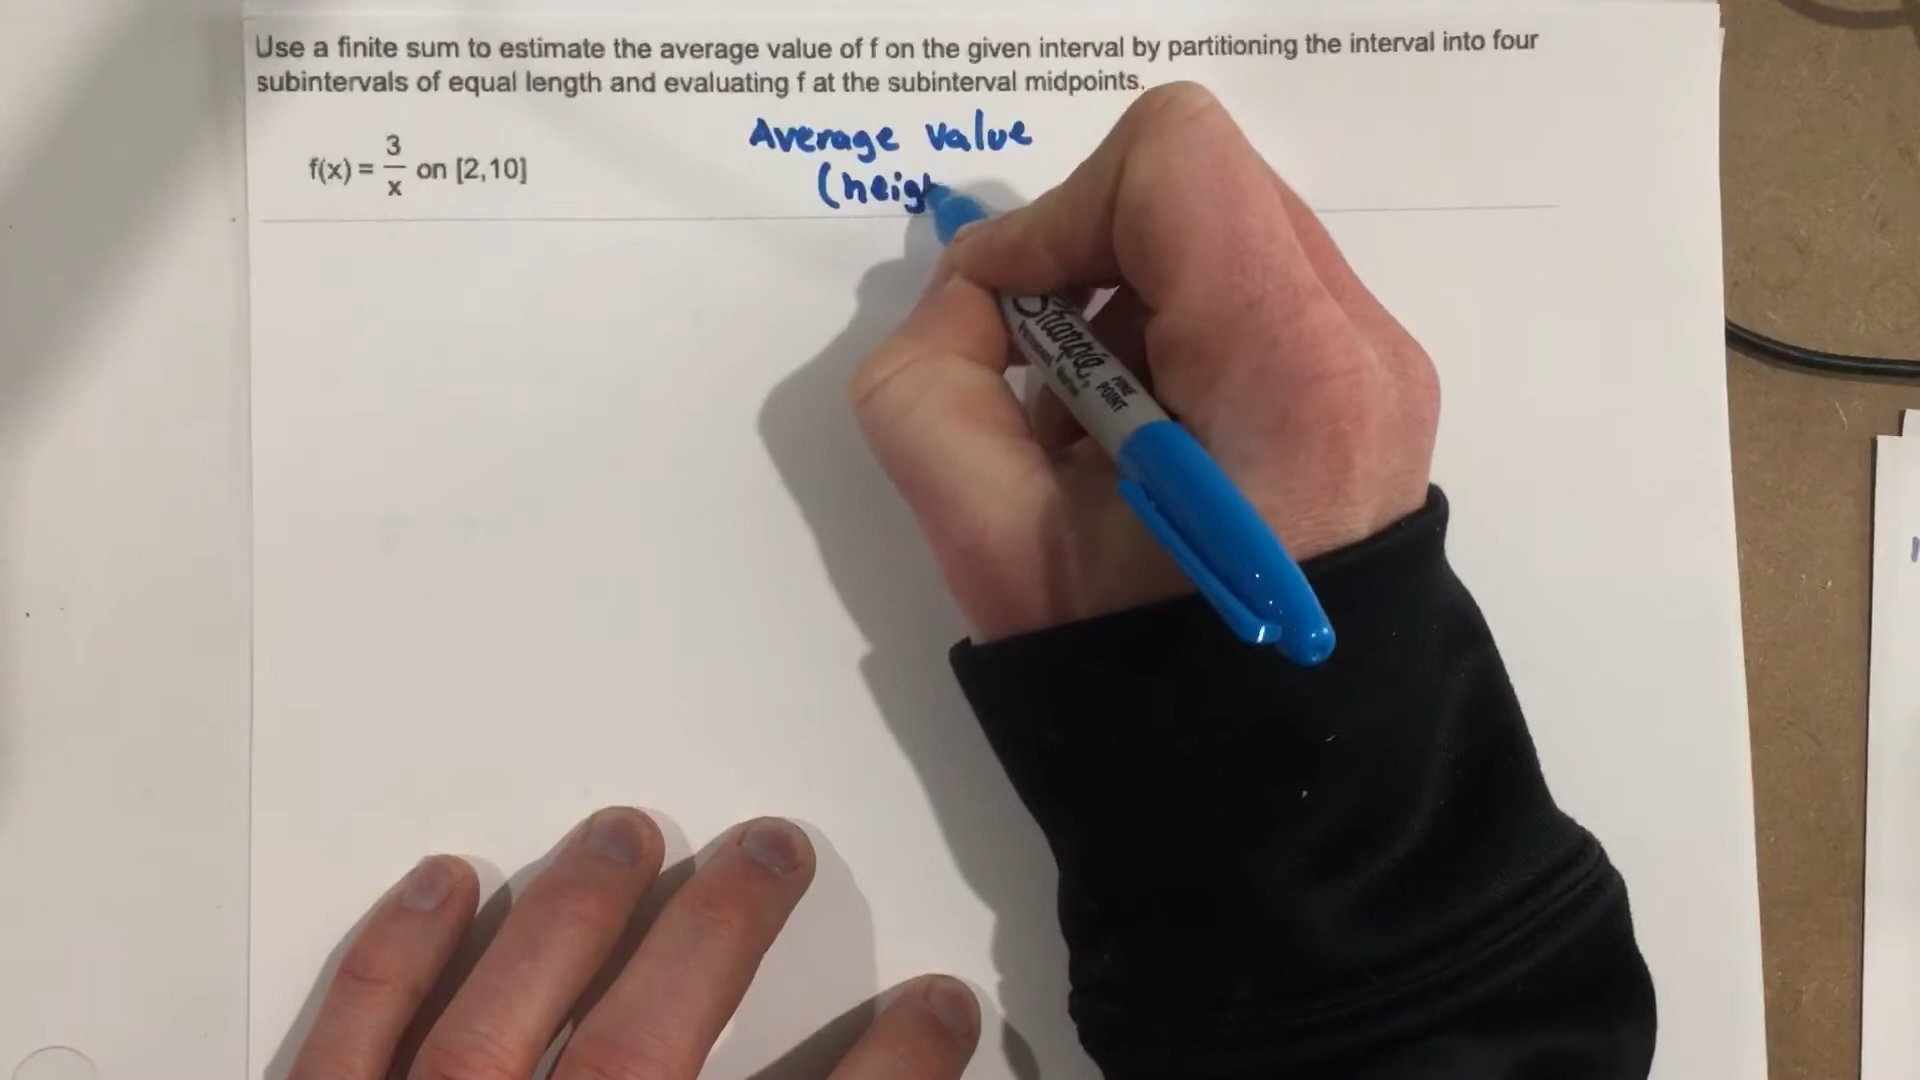 Use a finite sum to estimate the average value of f on the given interval by partitioning the interval into four
subintervals of equal length and evaluating f at the subinterval midpoints.
Average value
(heigh
f(x) = 3/x on [2,10]
Sharpie
FINE
POINT